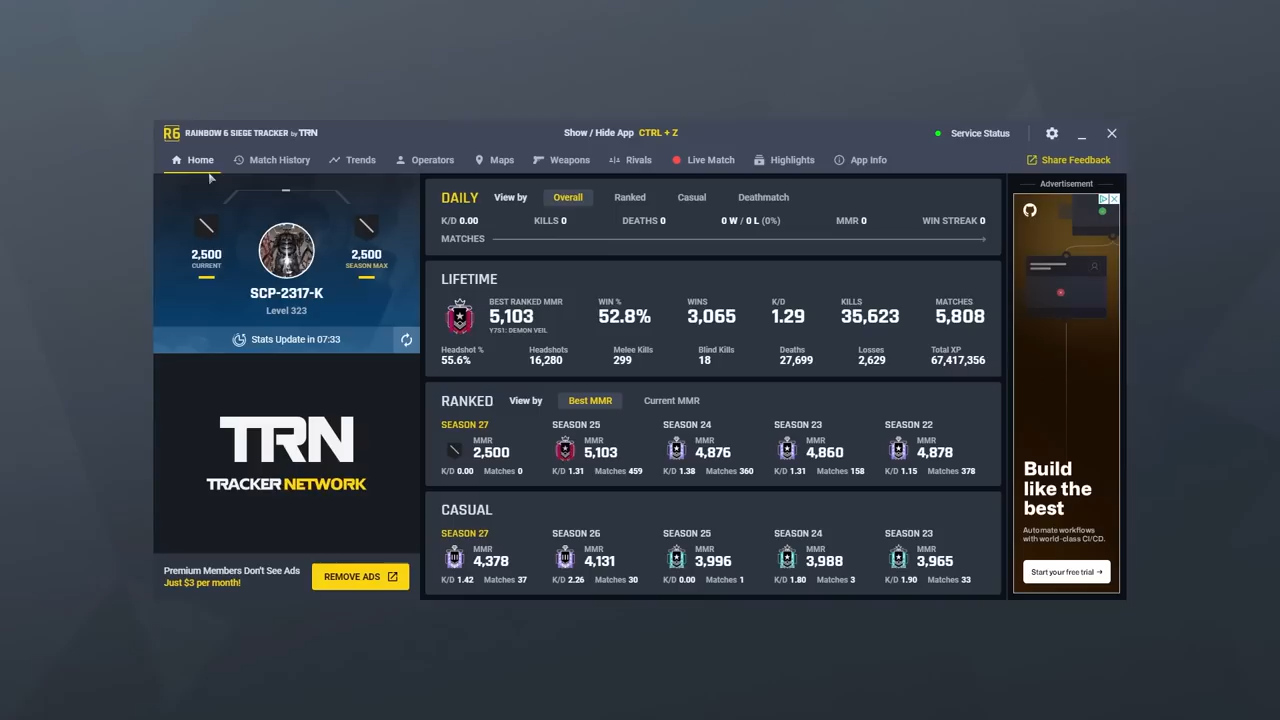 R6 RAINBOW 6 SIEGE TRACKER by TRN
Show / Hide App CTRL + Z
Service Status
Home Match History Trends Operators Maps Weapons Rivals Live Match Highlights App Info
Share Feedback
2,500
CURRENT
2,500
SEASON MAX
SCP-2317-K
Level 323
Stats Update in 07:33
TRN
TRACKER NETWORK
Premium Members Don't See Ads
Just $3 per month!
REMOVE ADS
DAILY View by Overall Ranked Casual Deathmatch
K/D 0.00 KILLS 0 DEATHS 0 0 W / 0 L (0%) MMR 0 WIN STREAK 0
MATCHES
LIFETIME
BEST RANKED MMR WIN % WINS K/D KILLS MATCHES
5,103 52.8% 3,065 1.29 35,623 5,808
Y7S1: DEMON VEIL
Headshot % Headshots Melee Kills Blind Kills Deaths Losses Total XP
55.6% 16,280 299 18 27,699 2,629 67,417,356
RANKED View by Best MMR Current MMR
SEASON 27 SEASON 25 SEASON 24 SEASON 23 SEASON 22
MMR MMR MMR MMR MMR
2,500 5,103 4,876 4,860 4,878
K/D 0.00 Matches 0 K/D 1.31 Matches 459 K/D 1.38 Matches 360 K/D 1.31 Matches 158 K/D 1.15 Matches 378
CASUAL
SEASON 27 SEASON 26 SEASON 25 SEASON 24 SEASON 23
MMR MMR MMR MMR MMR
4,378 4,131 3,996 3,988 3,965
K/D 1.42 Matches 37 K/D 2.26 Matches 30 K/D 0.00 Matches 1 K/D 1.80 Matches 3 K/D 1.90 Matches 33
Advertisement
Build
like the
best
Automate workflows
with world-class CI/CD.
Start your free trial →